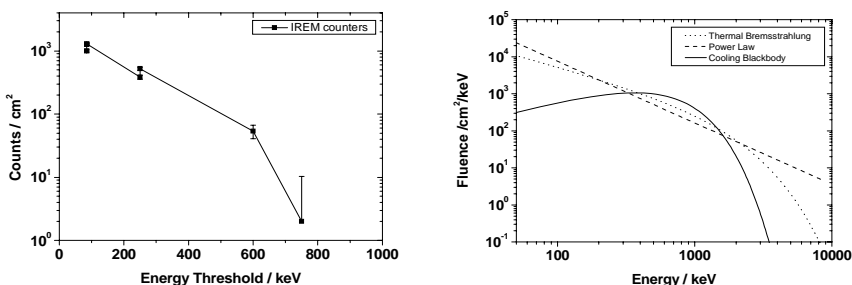 IREM counters
10³
10²
10¹
10⁰
Counts / cm²
0 200 400 600 800 1000
Energy Threshold / keV
Thermal Bremsstrahlung
Power Law
Cooling Blackbody
10⁵
10⁴
10³
10²
10¹
10⁰
10⁻¹
Fluence /cm²/keV
100 1000 10000
Energy / keV